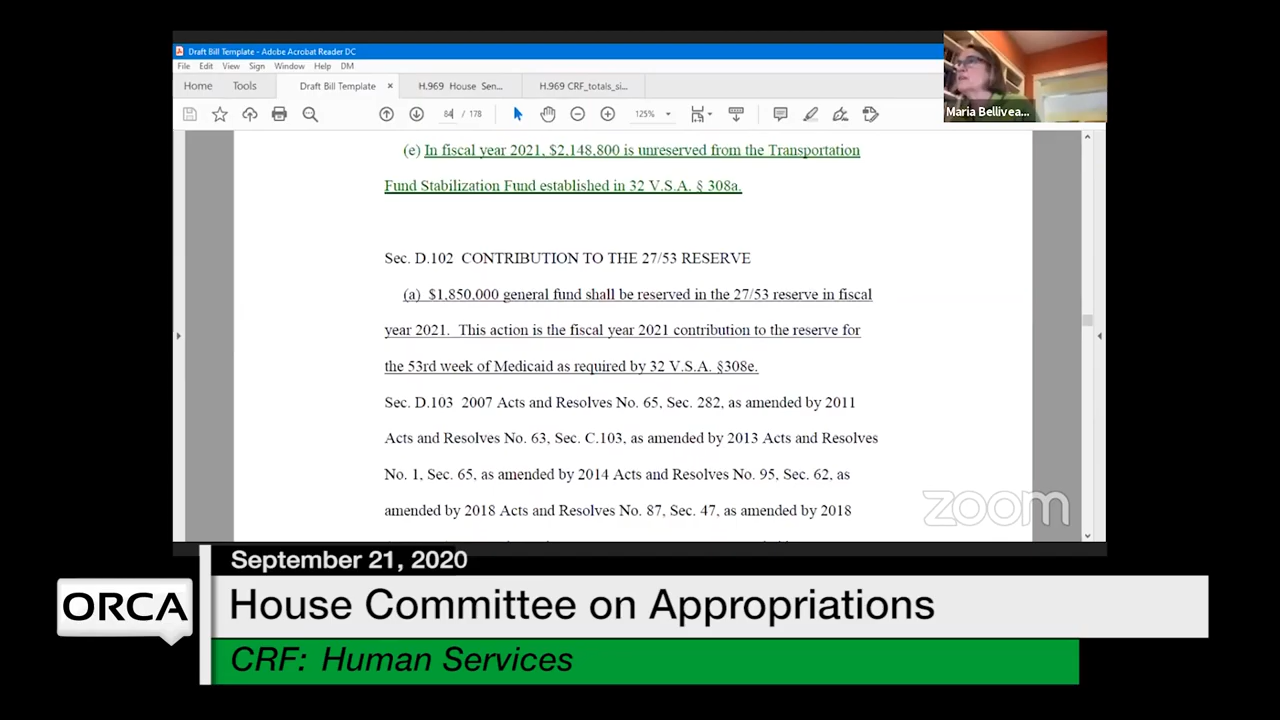 Draft Bill Template - Adobe Acrobat Reader DC
File Edit View Sign Window Help DM
Home Tools Draft Bill Template × H.969 House Sen... H.969 CRF_totals_si...
84 / 178 125%
Maria Bellivea...
(e) In fiscal year 2021, $2,148,800 is unreserved from the Transportation
Fund Stabilization Fund established in 32 V.S.A. § 308a.
Sec. D.102 CONTRIBUTION TO THE 27/53 RESERVE
(a) $1,850,000 general fund shall be reserved in the 27/53 reserve in fiscal
year 2021. This action is the fiscal year 2021 contribution to the reserve for
the 53rd week of Medicaid as required by 32 V.S.A. §308e.
Sec. D.103 2007 Acts and Resolves No. 65, Sec. 282, as amended by 2011
Acts and Resolves No. 63, Sec. C.103, as amended by 2013 Acts and Resolves
No. 1, Sec. 65, as amended by 2014 Acts and Resolves No. 95, Sec. 62, as
amended by 2018 Acts and Resolves No. 87, Sec. 47, as amended by 2018
zoom
September 21, 2020
ORCA
House Committee on Appropriations
CRF: Human Services